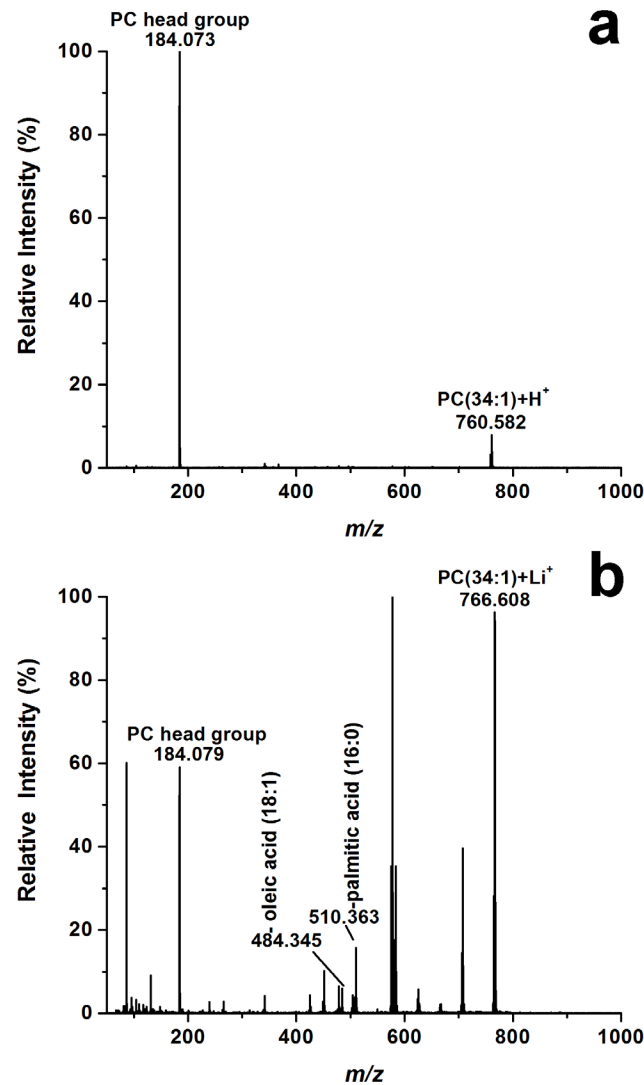 a
PC head group
184.073
100
80
60
40
20
0
Relative Intensity (%)
PC(34:1)+H+
760.582
200
400
600
800
1000
m/z
b
PC(34:1)+Li+
766.608
100
80
60
40
20
0
Relative Intensity (%)
PC head group
184.079
- oleic acid (18:1)
484.345
-palmitic acid (16:0)
510.363
200
400
600
800
1000
m/z